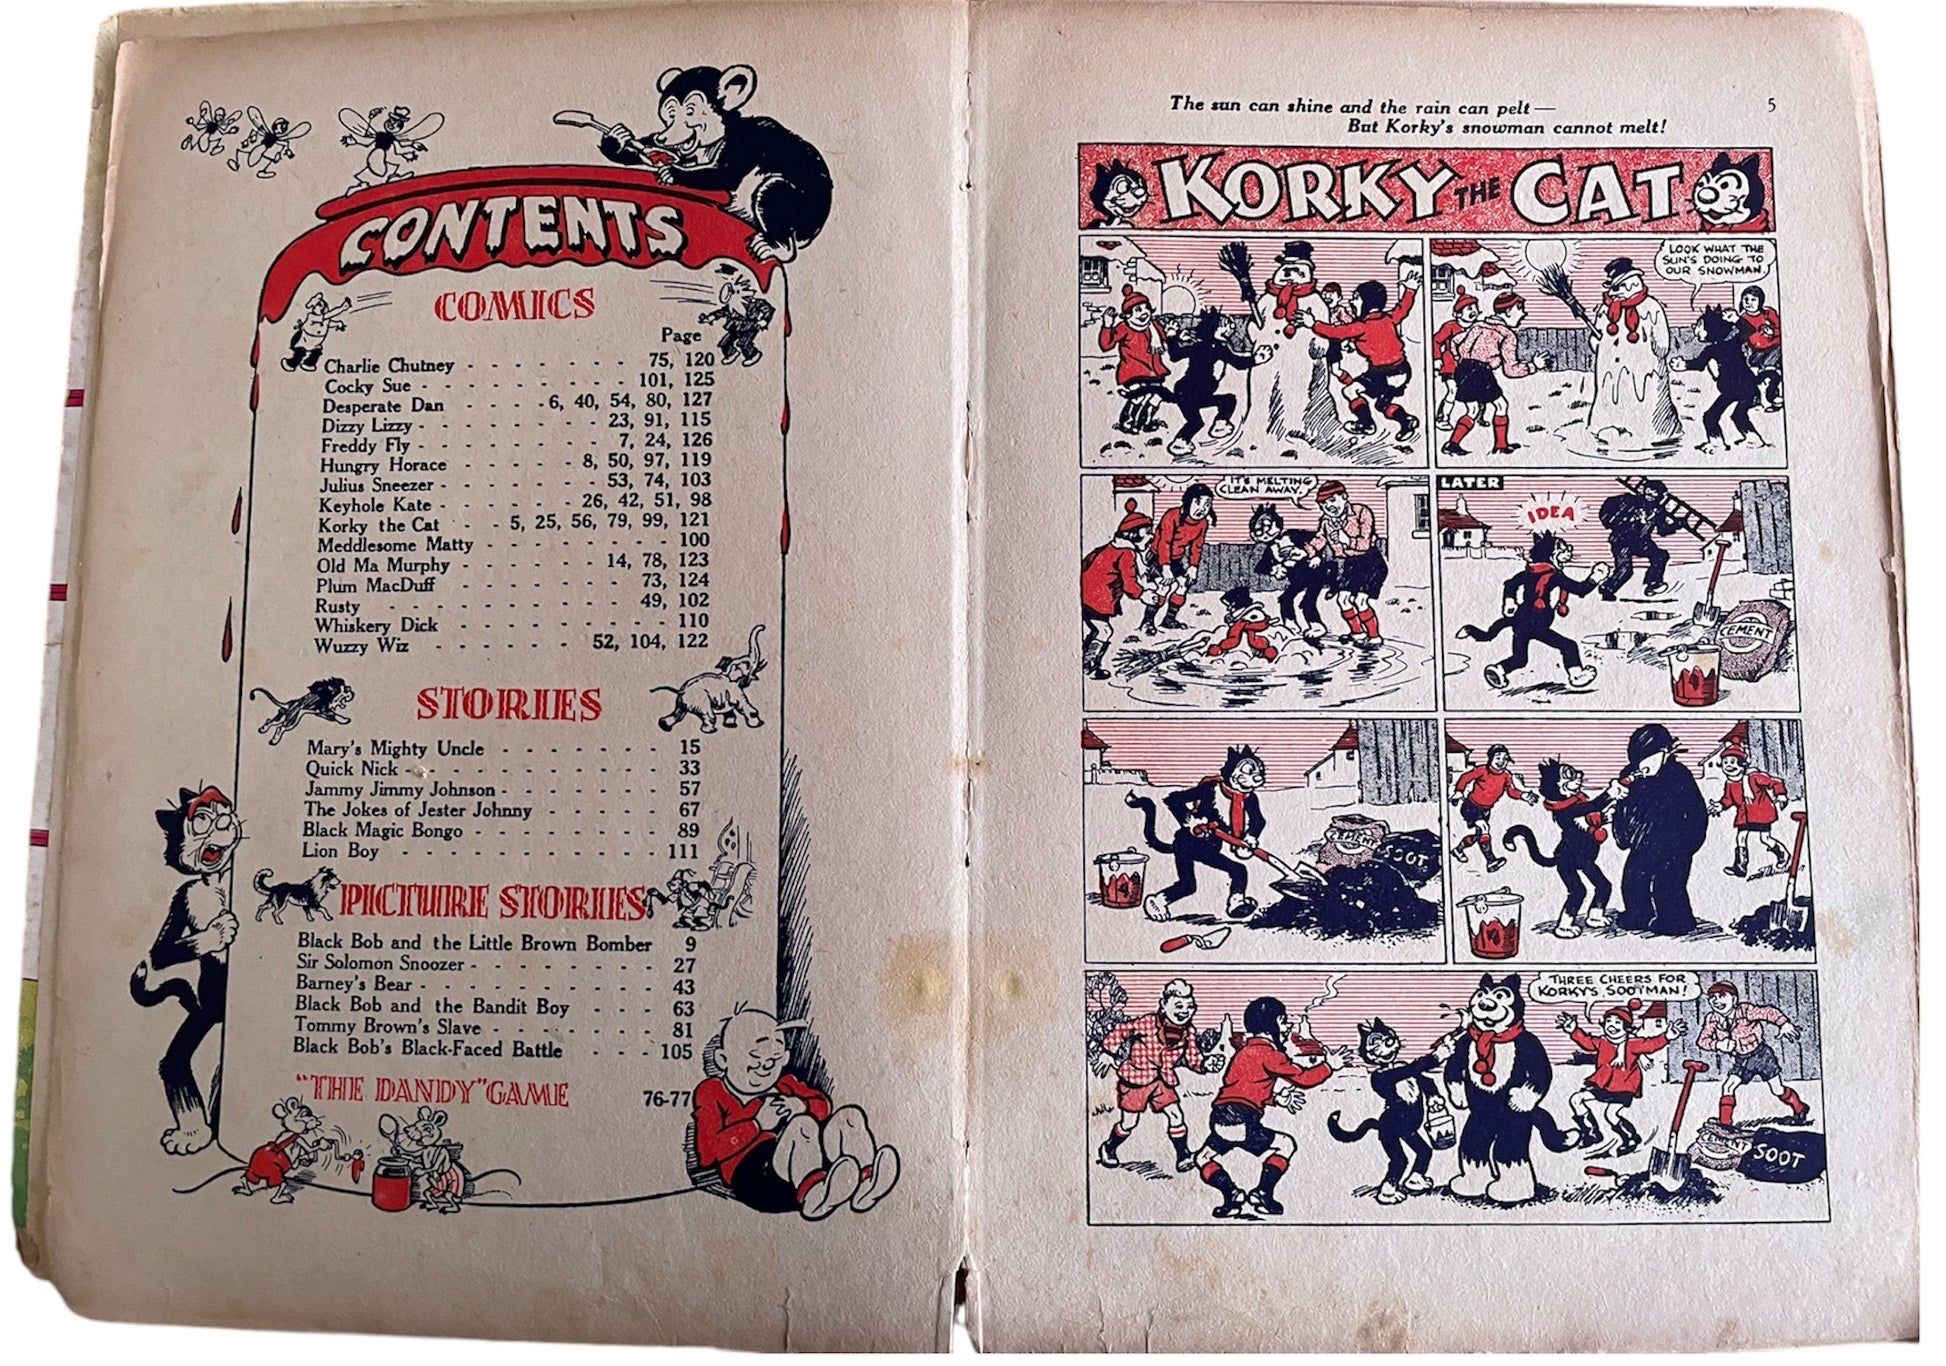 CONTENTS
COMICS
Page
Charlie Chutney - - - - - - - - 75, 120
Cocky Sue - - - - - - - - - 101, 125
Desperate Dan - - - - 6, 40, 54, 80, 127
Dizzy Lizzy - - - - - - - - 23, 91, 115
Freddy Fly - - - - - - - - 7, 24, 126
Hungry Horace - - - - - 8, 50, 97, 119
Julius Sneezer - - - - - - - 53, 74, 103
Keyhole Kate - - - - - - 26, 42, 51, 98
Korky the Cat - - 5, 25, 56, 79, 99, 121
Meddlesome Matty - - - - - - - - 100
Old Ma Murphy - - - - - - 14, 78, 123
Plum MacDuff - - - - - - - 73, 124
Rusty - - - - - - - - - 49, 102
Whiskery Dick - - - - - - - - - 110
Wuzzy Wiz - - - - - - 52, 104, 122
STORIES
Mary's Mighty Uncle - - - - - - - 15
Quick Nick - - - - - - - - - - 33
Jammy Jimmy Johnson - - - - - - - 57
The Jokes of Jester Johnny - - - - - 67
Black Magic Bongo - - - - - - - - 89
Lion Boy - - - - - - - - - - - 111
PICTURE STORIES
Black Bob and the Little Brown Bomber 9
Sir Solomon Snoozer - - - - - - - 27
Barney's Bear - - - - - - - - - 43
Black Bob and the Bandit Boy - - - 63
Tommy Brown's Slave - - - - - - - 81
Black Bob's Black-Faced Battle - - - 105
"THE DANDY" GAME 76-77
5
The sun can shine and the rain can pelt—
But Korky's snowman cannot melt!
KORKY THE CAT
LOOK WHAT THE
SUN'S DOING TO
OUR SNOWMAN.
IT'S MELTING
CLEAN AWAY.
LATER
IDEA
CEMENT
CEMENT
SOOT
THREE CHEERS FOR
KORKY'S SOOTMAN!
CEMENT
SOOT